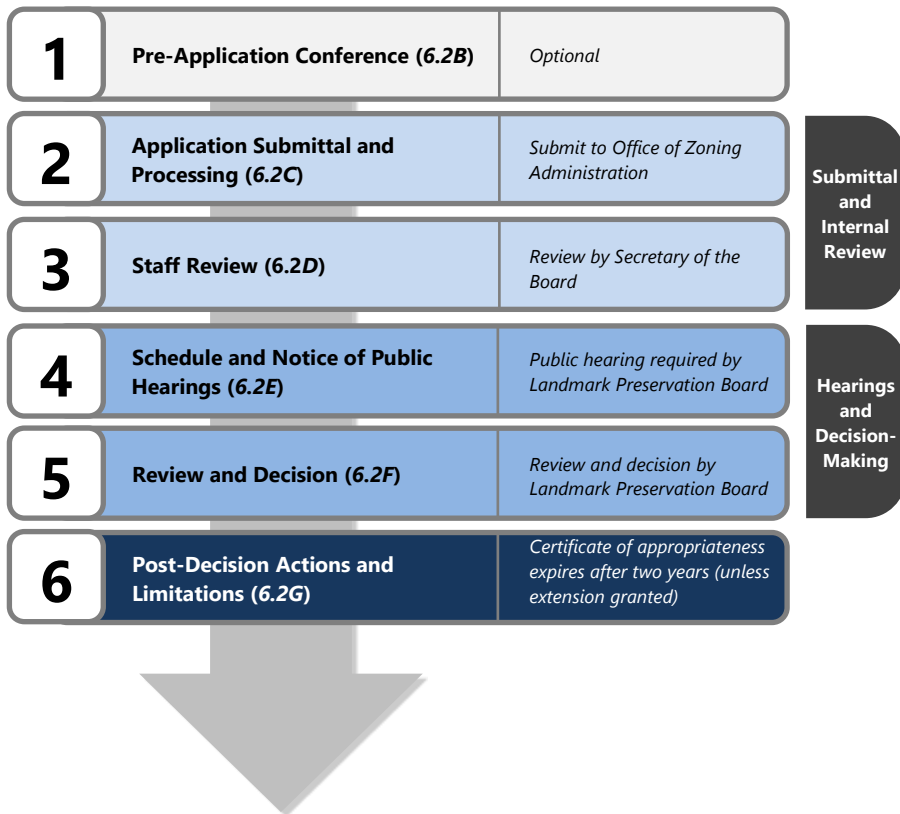 1
Pre-Application Conference (6.2B)
Optional
2
Application Submittal and
Processing (6.2C)
Submit to Office of Zoning
Administration
3
Staff Review (6.2D)
Review by Secretary of the
Board
Submittal
and
Internal
Review
4
Schedule and Notice of Public
Hearings (6.2E)
Public hearing required by
Landmark Preservation Board
5
Review and Decision (6.2F)
Review and decision by
Landmark Preservation Board
Hearings
and
Decision-
Making
6
Post-Decision Actions and
Limitations (6.2G)
Certificate of appropriateness
expires after two years (unless
extension granted)